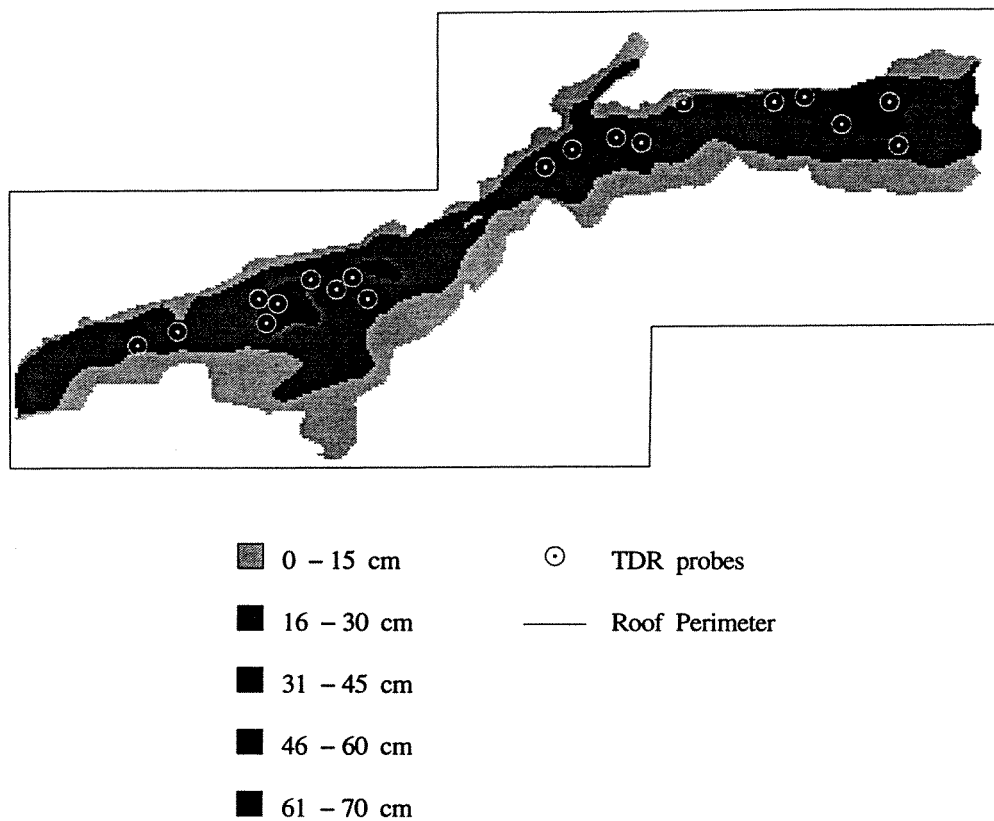 0 – 15 cm
16 – 30 cm
31 – 45 cm
46 – 60 cm
61 – 70 cm
TDR probes
Roof Perimeter